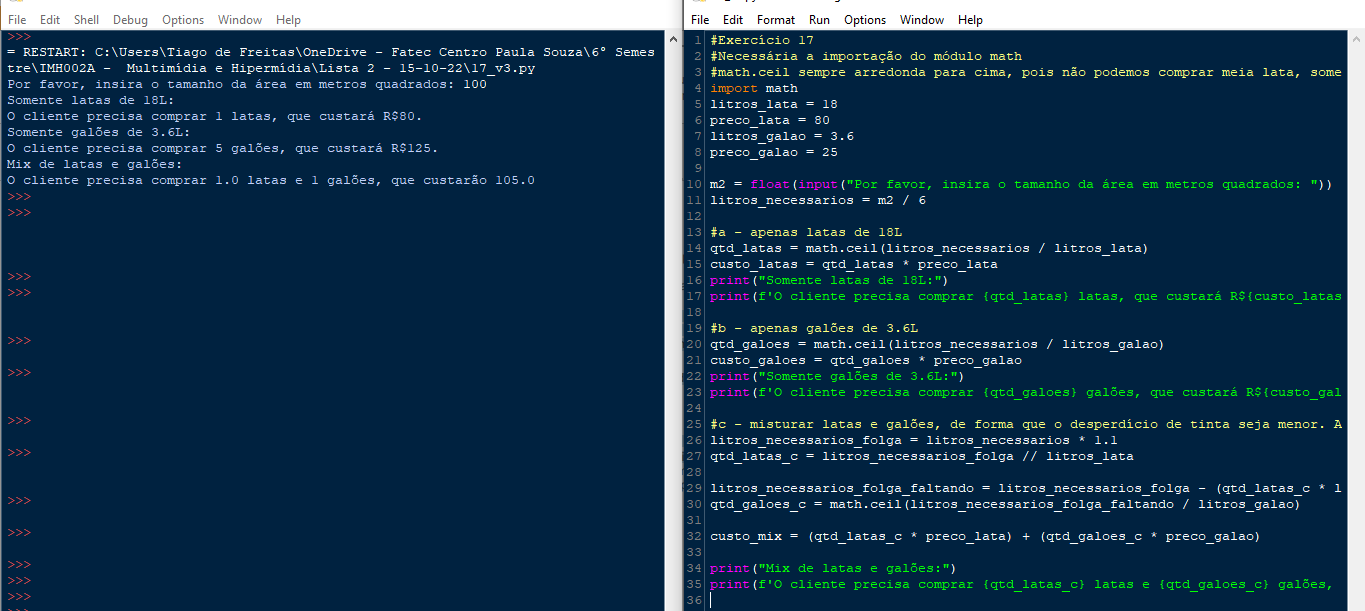 File Edit Shell Debug Options Window Help
>>>
= RESTART: C:\Users\Tiago de Freitas\OneDrive - Fatec Centro Paula Souza\6° Semes
tre\IMH002A -  Multimídia e Hipermídia\Lista 2 - 15-10-22\17_v3.py
Por favor, insira o tamanho da área em metros quadrados: 100
Somente latas de 18L:
O cliente precisa comprar 1 latas, que custará R$80.
Somente galões de 3.6L:
O cliente precisa comprar 5 galões, que custará R$125.
Mix de latas e galões:
O cliente precisa comprar 1.0 latas e 1 galões, que custarão 105.0
>>>
>>>
>>>
>>>
>>>
>>>
>>>
>>>
>>>
>>>
>>>
>>>
>>>
File Edit Format Run Options Window Help
1 #Exercício 17
2 #Necessária a importação do módulo math
3 #math.ceil sempre arredonda para cima, pois não podemos comprar meia lata, some
4 import math
5 litros_lata = 18
6 preco_lata = 80
7 litros_galao = 3.6
8 preco_galao = 25
9
10 m2 = float(input("Por favor, insira o tamanho da área em metros quadrados: "))
11 litros_necessarios = m2 / 6
12
13 #a - apenas latas de 18L
14 qtd_latas = math.ceil(litros_necessarios / litros_lata)
15 custo_latas = qtd_latas * preco_lata
16 print("Somente latas de 18L:")
17 print(f'O cliente precisa comprar {qtd_latas} latas, que custará R${custo_latas
18
19 #b - apenas galões de 3.6L
20 qtd_galoes = math.ceil(litros_necessarios / litros_galao)
21 custo_galoes = qtd_galoes * preco_galao
22 print("Somente galões de 3.6L:")
23 print(f'O cliente precisa comprar {qtd_galoes} galões, que custará R${custo_gal
24
25 #c - misturar latas e galões, de forma que o desperdício de tinta seja menor. A
26 litros_necessarios_folga = litros_necessarios * 1.1
27 qtd_latas_c = litros_necessarios_folga // litros_lata
28
29 litros_necessarios_folga_faltando = litros_necessarios_folga - (qtd_latas_c * l
30 qtd_galoes_c = math.ceil(litros_necessarios_folga_faltando / litros_galao)
31
32 custo_mix = (qtd_latas_c * preco_lata) + (qtd_galoes_c * preco_galao)
33
34 print("Mix de latas e galões:")
35 print(f'O cliente precisa comprar {qtd_latas_c} latas e {qtd_galoes_c} galões,
36